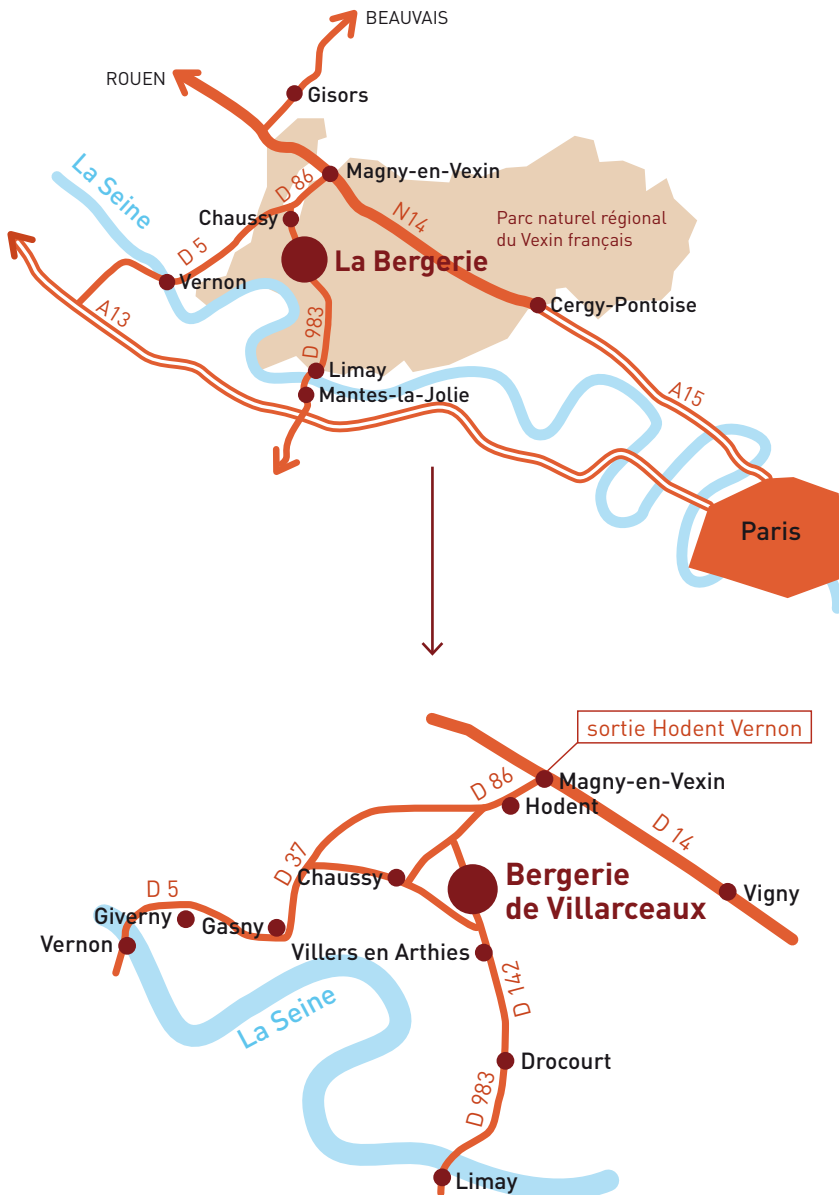 BEAUVAIS
ROUEN
Gisors
La Seine
D 86
Magny-en-Vexin
Chaussy
N14
Parc naturel régional
du Vexin français
D 5
La Bergerie
Vernon
A13
D 983
Cergy-Pontoise
Limay
Mantes-la-Jolie
A15
Paris
sortie Hodent Vernon
D 86
Magny-en-Vexin
Hodent
D 14
D 37
Chaussy
Bergerie
de Villarceaux
Vigny
D 5
Giverny
Gasny
Vernon
Villers en Arthies
D 142
La Seine
Drocourt
D 983
Limay